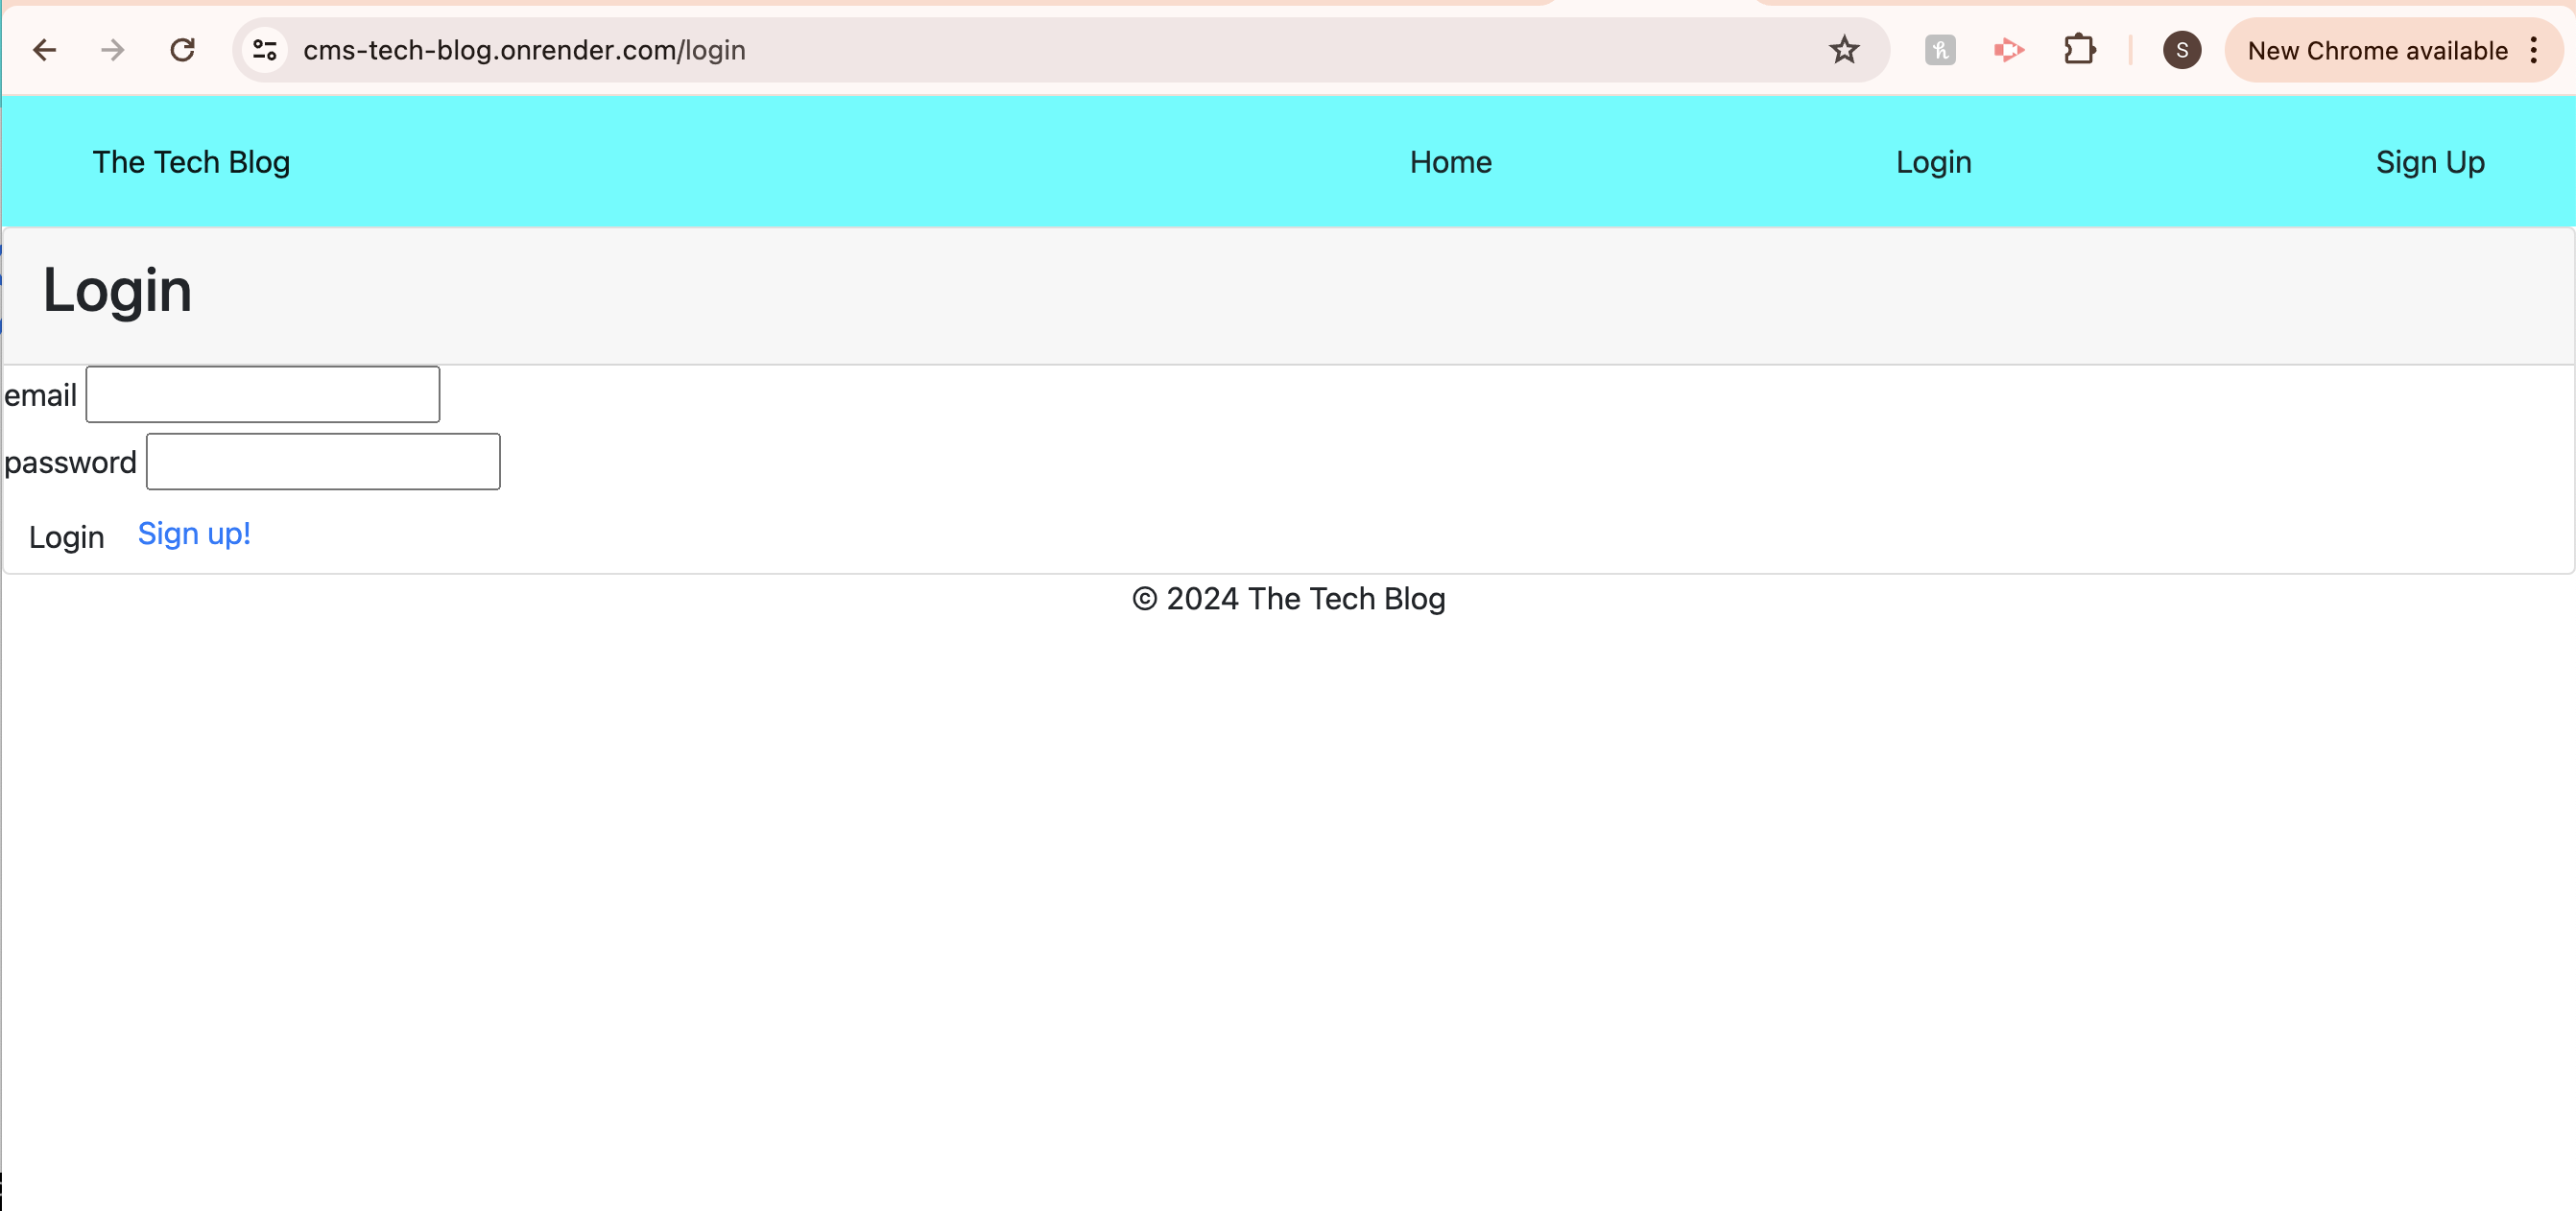 cms-tech-blog.onrender.com/login
S
New Chrome available
The Tech Blog
Home
Login
Sign Up
Login
email
password
Login
Sign up!
© 2024 The Tech Blog